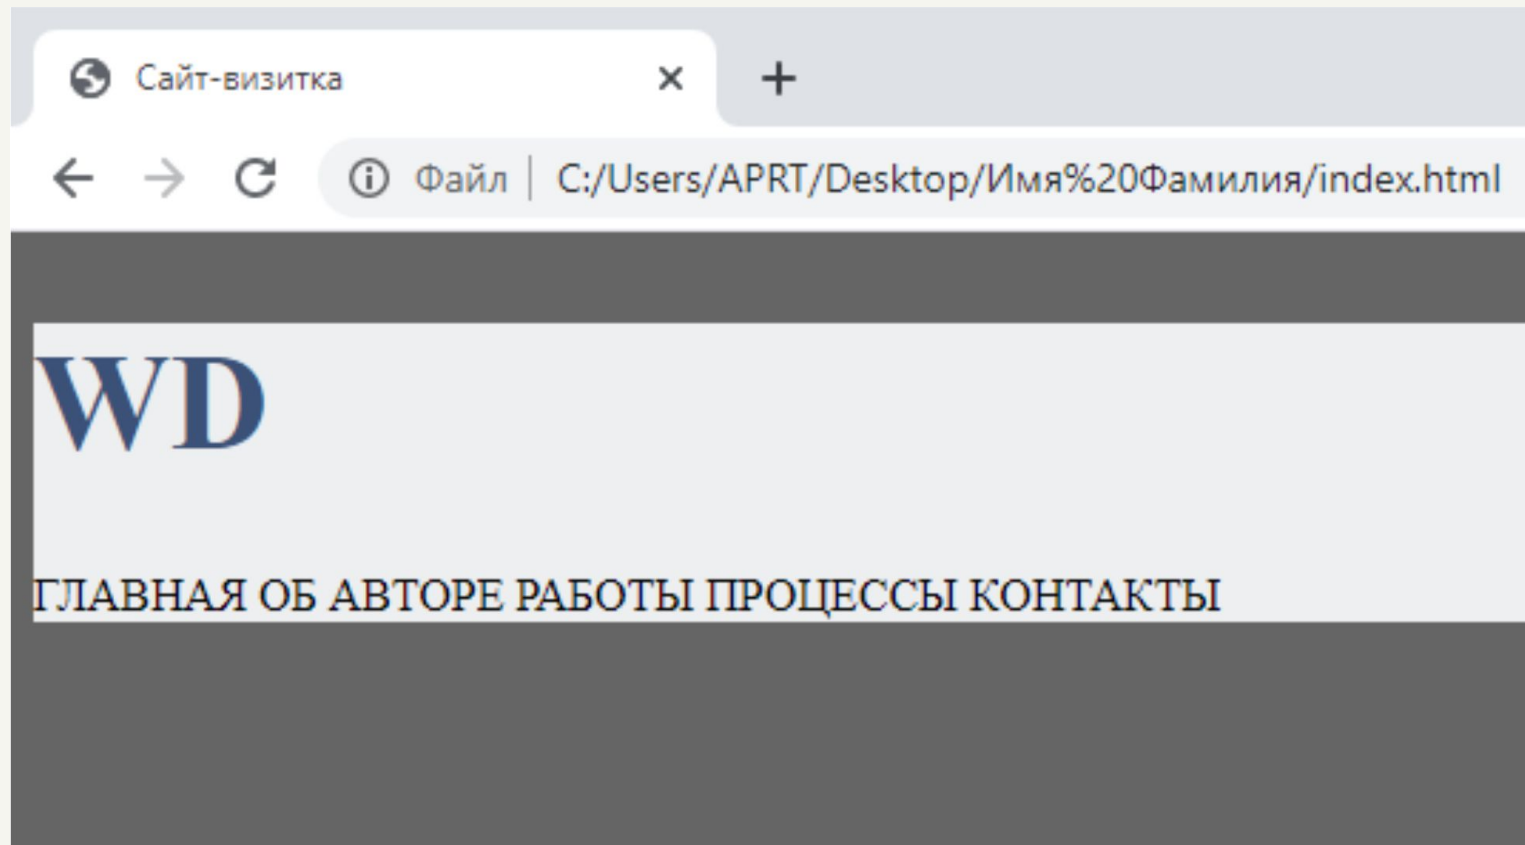 Сайт-визитка
Файл C:/Users/APRT/Desktop/Имя%20Фамилия/index.html
WD
ГЛАВНАЯ ОБ АВТОРЕ РАБОТЫ ПРОЦЕССЫ КОНТАКТЫ